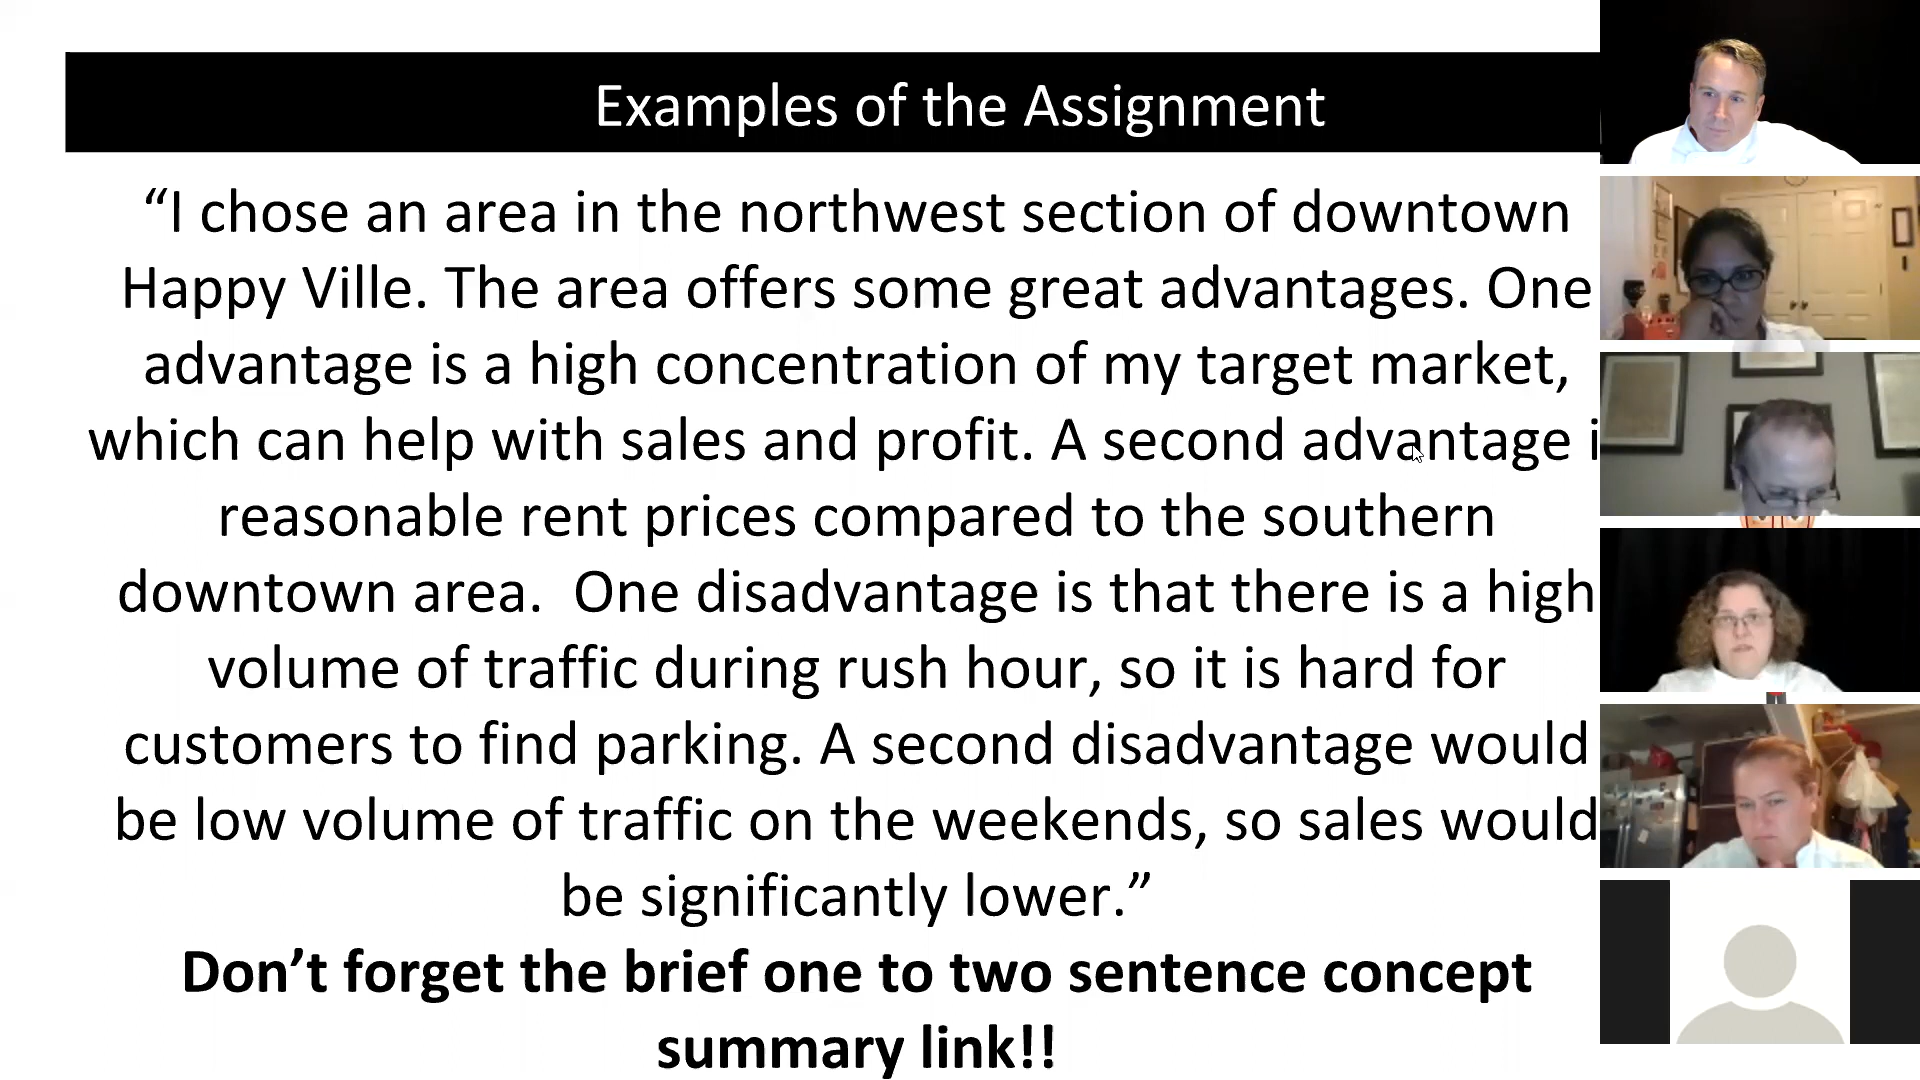 Examples of the Assignment
“I chose an area in the northwest section of downtown
Happy Ville. The area offers some great advantages. One
advantage is a high concentration of my target market,
which can help with sales and profit. A second advantage i
reasonable rent prices compared to the southern
downtown area.  One disadvantage is that there is a high
volume of traffic during rush hour, so it is hard for
customers to find parking. A second disadvantage would
be low volume of traffic on the weekends, so sales would
be significantly lower.”
Don’t forget the brief one to two sentence concept
summary link!!